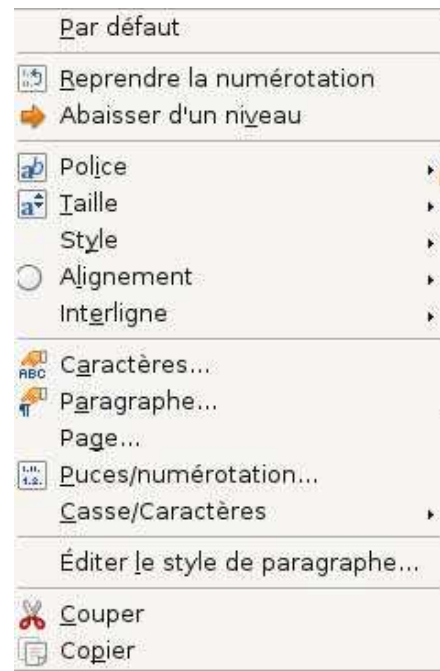 Par défaut
Reprendre la numérotation
Abaisser d'un niveau
Police
Taille
Style
Alignement
Interligne
Caractères...
Paragraphe...
Page...
Puces/numérotation...
Casse/Caractères
Éditer le style de paragraphe...
Couper
Copier